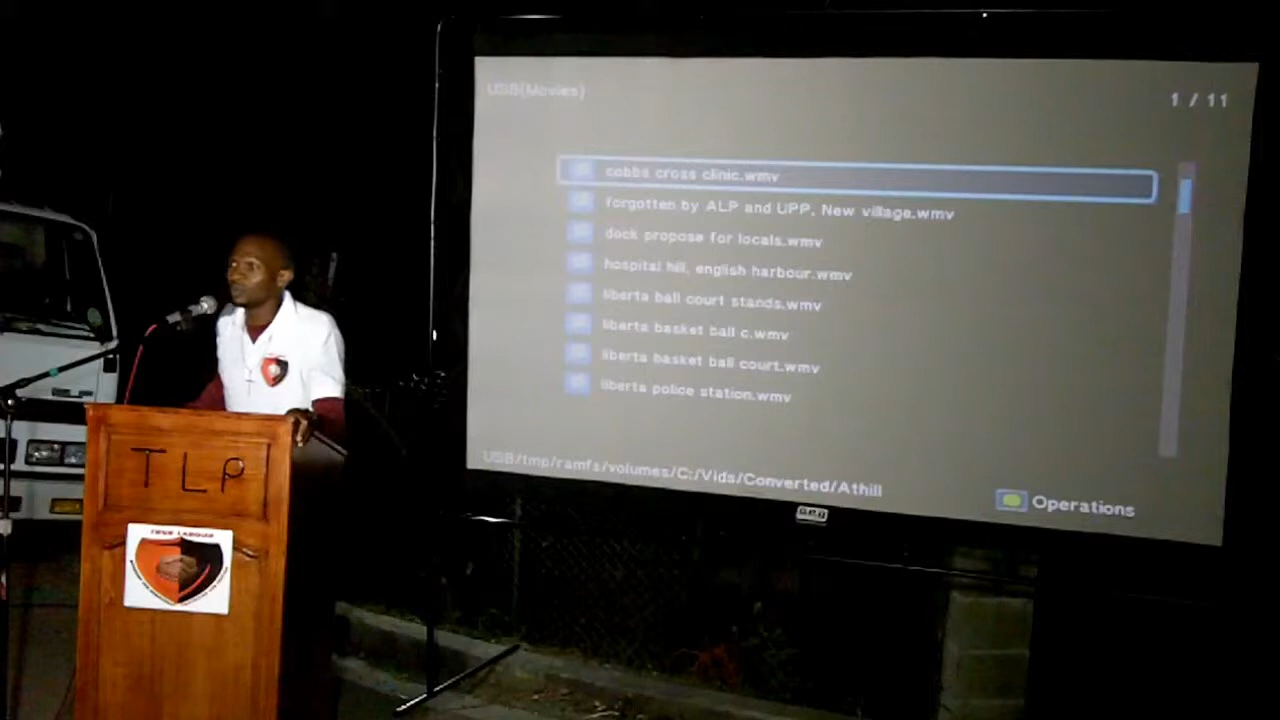 USB(Movies)
1 / 11
cobbs cross clinic.wmv
forgotten by ALP and UPP, New village.wmv
dock propose for locals.wmv
hospital hill, english harbour.wmv
liberta ball court stands.wmv
liberta basket ball c.wmv
liberta basket ball court.wmv
liberta police station.wmv
USB/tmp/ramfs/volumes/C:/Vids/Converted/Athill
Operations
TLP
TRUE LABOUR